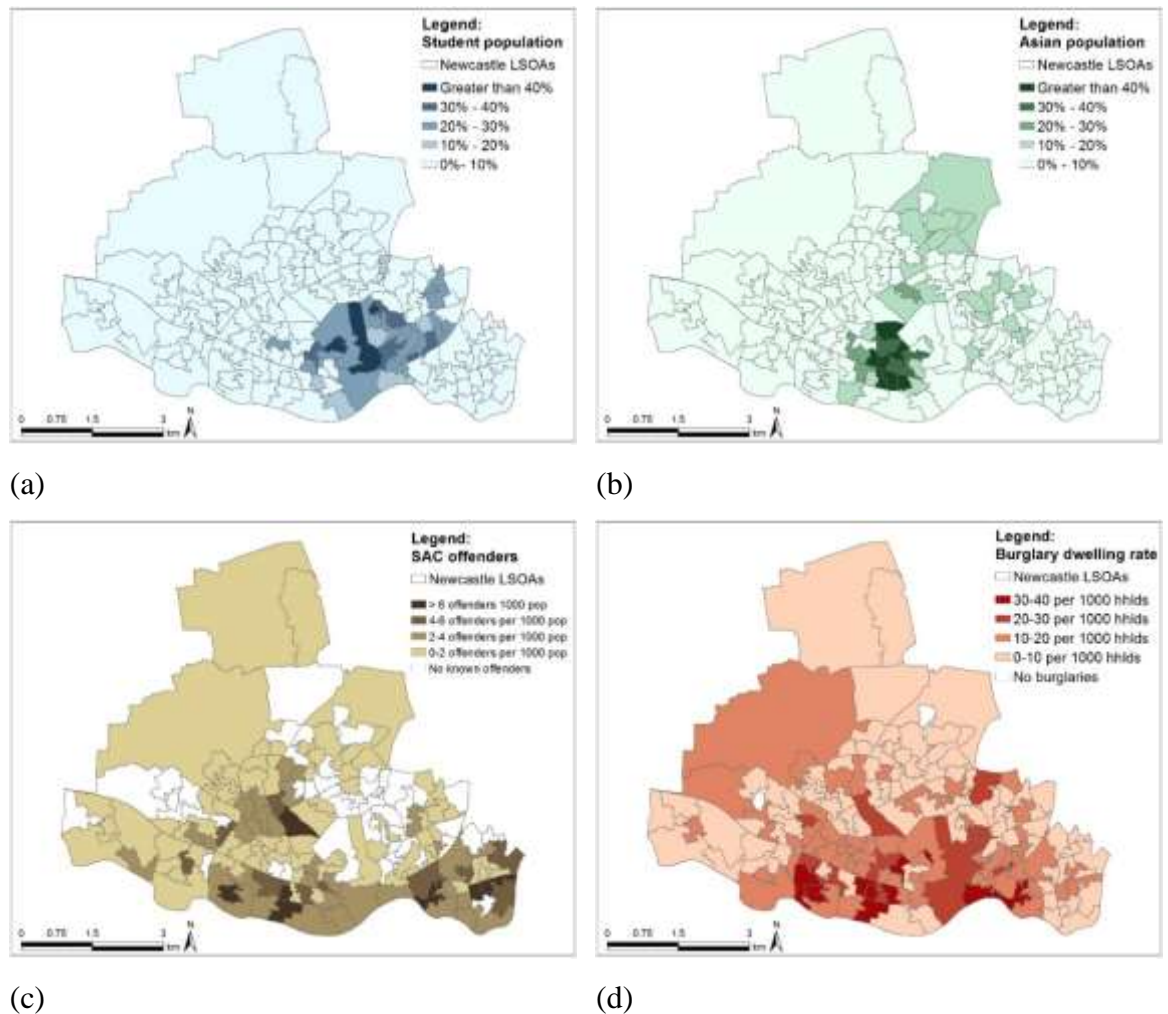 Legend:
Student population
Newcastle LSOAs
Greater than 40%
30% - 40%
20% - 30%
10% - 20%
0%- 10%
0 0.75 1.5 3
km
N
(a)
Legend:
Asian population
Newcastle LSOAs
Greater than 40%
30% - 40%
20% - 30%
10% - 20%
0% - 10%
0 0.75 1.5 3
km
N
(b)
Legend:
SAC offenders
Newcastle LSOAs
> 6 offenders 1000 pop
4-6 offenders per 1000 pop
2-4 offenders per 1000 pop
0-2 offenders per 1000 pop
No known offenders
0 0.75 1.5 3
km
N
(c)
Legend:
Burglary dwelling rate
Newcastle LSOAs
30-40 per 1000 hhlds
20-30 per 1000 hhlds
10-20 per 1000 hhlds
0-10 per 1000 hhlds
No burglaries
0 0.75 1.5 3
km
N
(d)